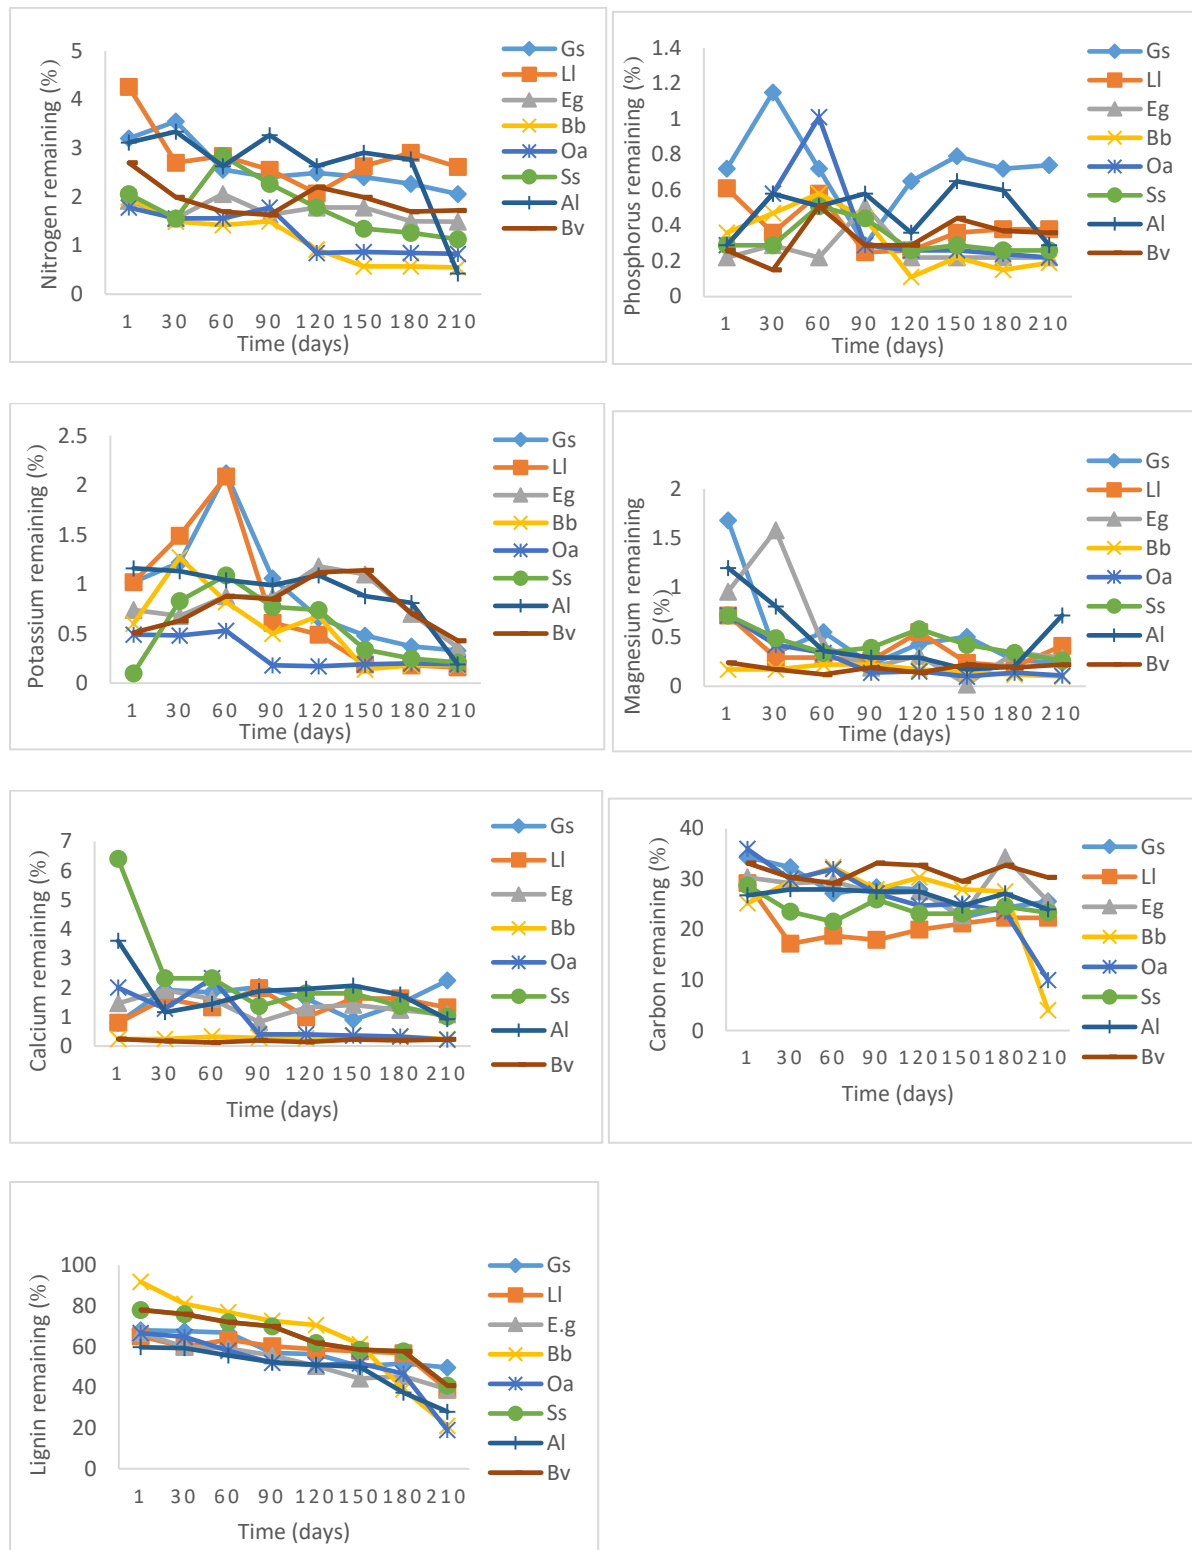 Nitrogen remaining (%)
5
4
3
2
1
0
1 30 60 90 120 150 180 210
Time (days)
Gs
Ll
Eg
Bb
Oa
Ss
Al
Bv
Phosphorus remaining (%)
1.4
1.2
1.0
0.8
0.6
0.4
0.2
0
1 30 60 90 120 150 180 210
Time (days)
Gs
Ll
Eg
Bb
Oa
Ss
Al
Bv
Potassium remaining (%)
2.5
2
1.5
1
0.5
0
1 30 60 90 120 150 180 210
Time (days)
Gs
Ll
Eg
Bb
Oa
Ss
Al
Bv
Magnesium remaining
(%)
2
1
0.5
0
1 30 60 90 120 150 180 210
Time (days)
Gs
Ll
Eg
Bb
Oa
Ss
Al
Bv
Calcium remaining (%)
7
6
5
4
3
2
1
0
1 30 60 90 120 150 180 210
Time (days)
Gs
Ll
Eg
Bb
Oa
Ss
Al
Bv
Carbon remaining (%)
40
30
20
10
0
1 30 60 90 120 150 180 210
Time (days)
Gs
Ll
Eg
Bb
Oa
Ss
Al
Bv
Lignin remaining (%)
100
80
60
40
20
0
1 30 60 90 120 150 180 210
Time (days)
Gs
Ll
E.g
Bb
Oa
Ss
Al
Bv